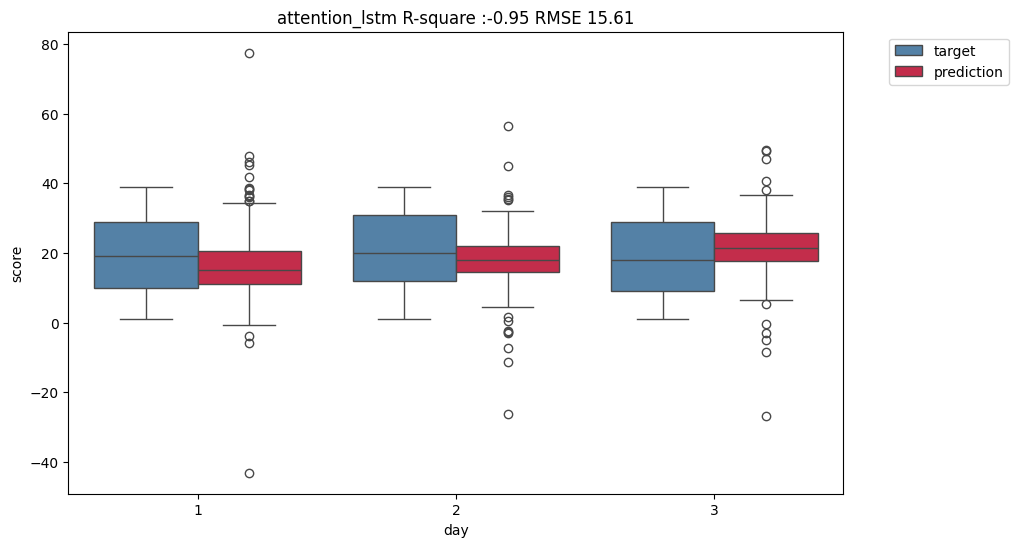 attention_lstm R-square :-0.95 RMSE 15.61
target
prediction
80
60
40
20
0
−20
−40
score
1 2 3
day